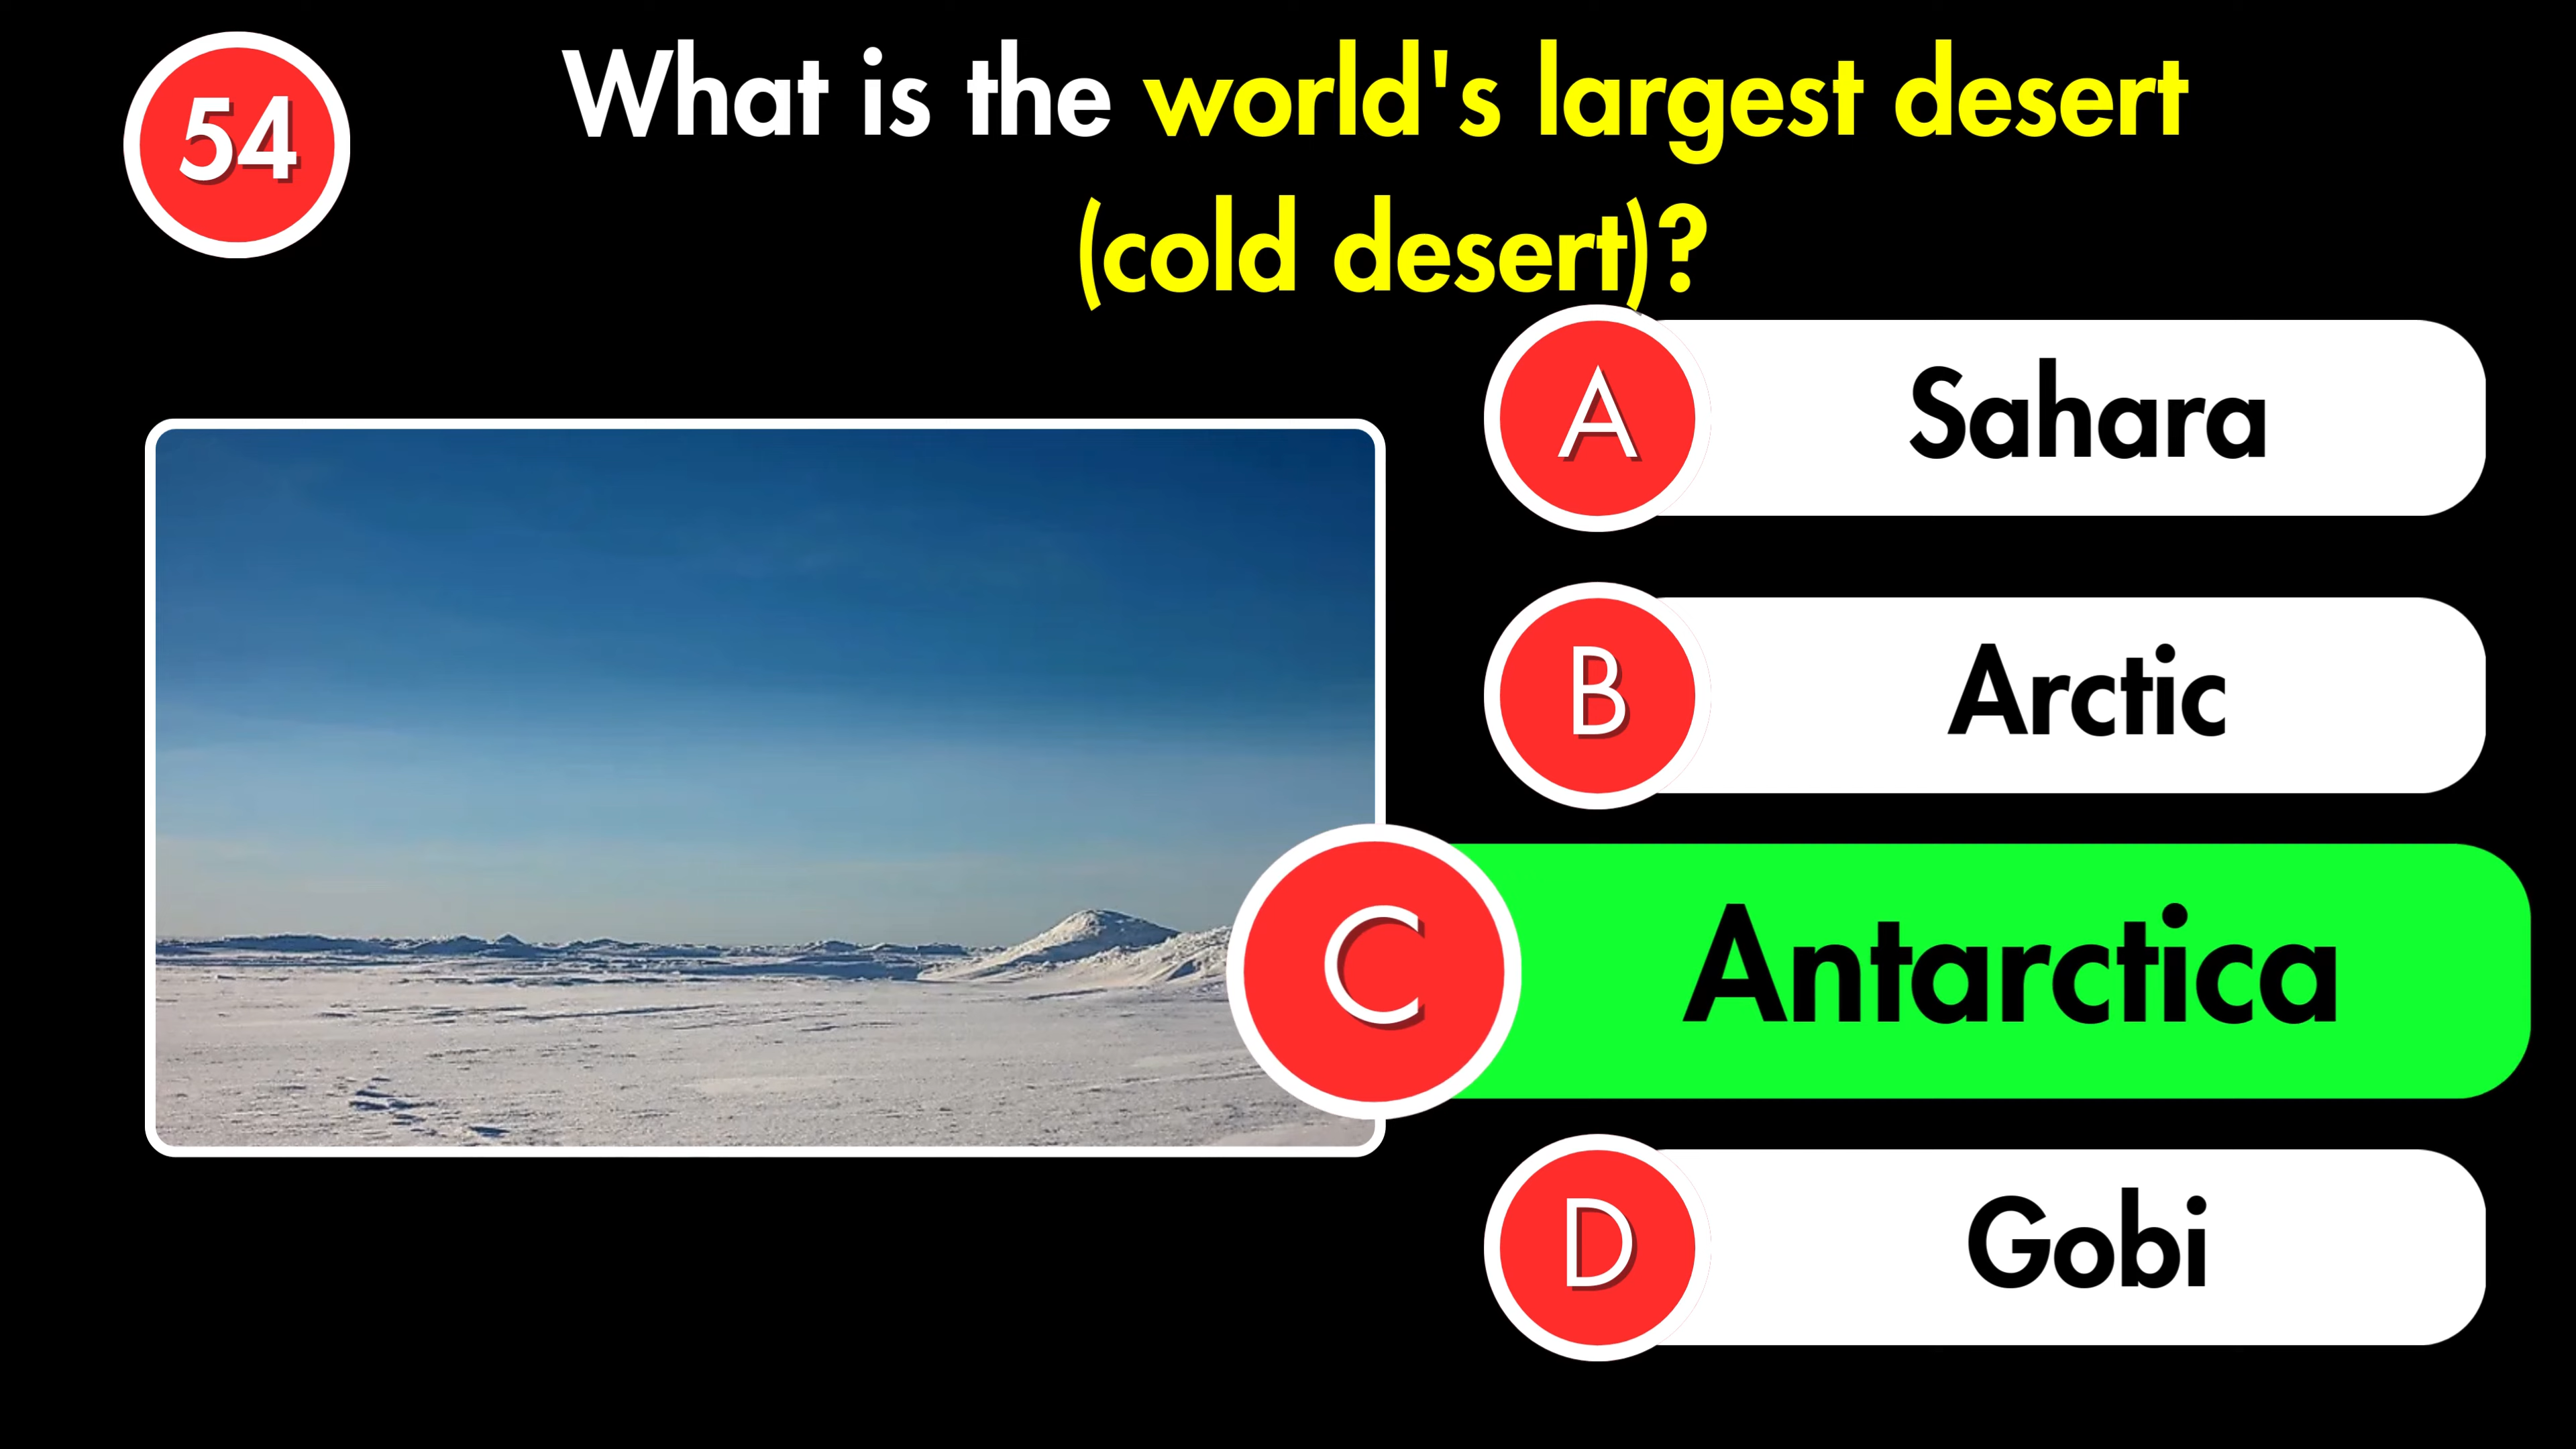 54
What is the world's largest desert
(cold desert)?
A
Sahara
B
Arctic
C
Antarctica
D
Gobi